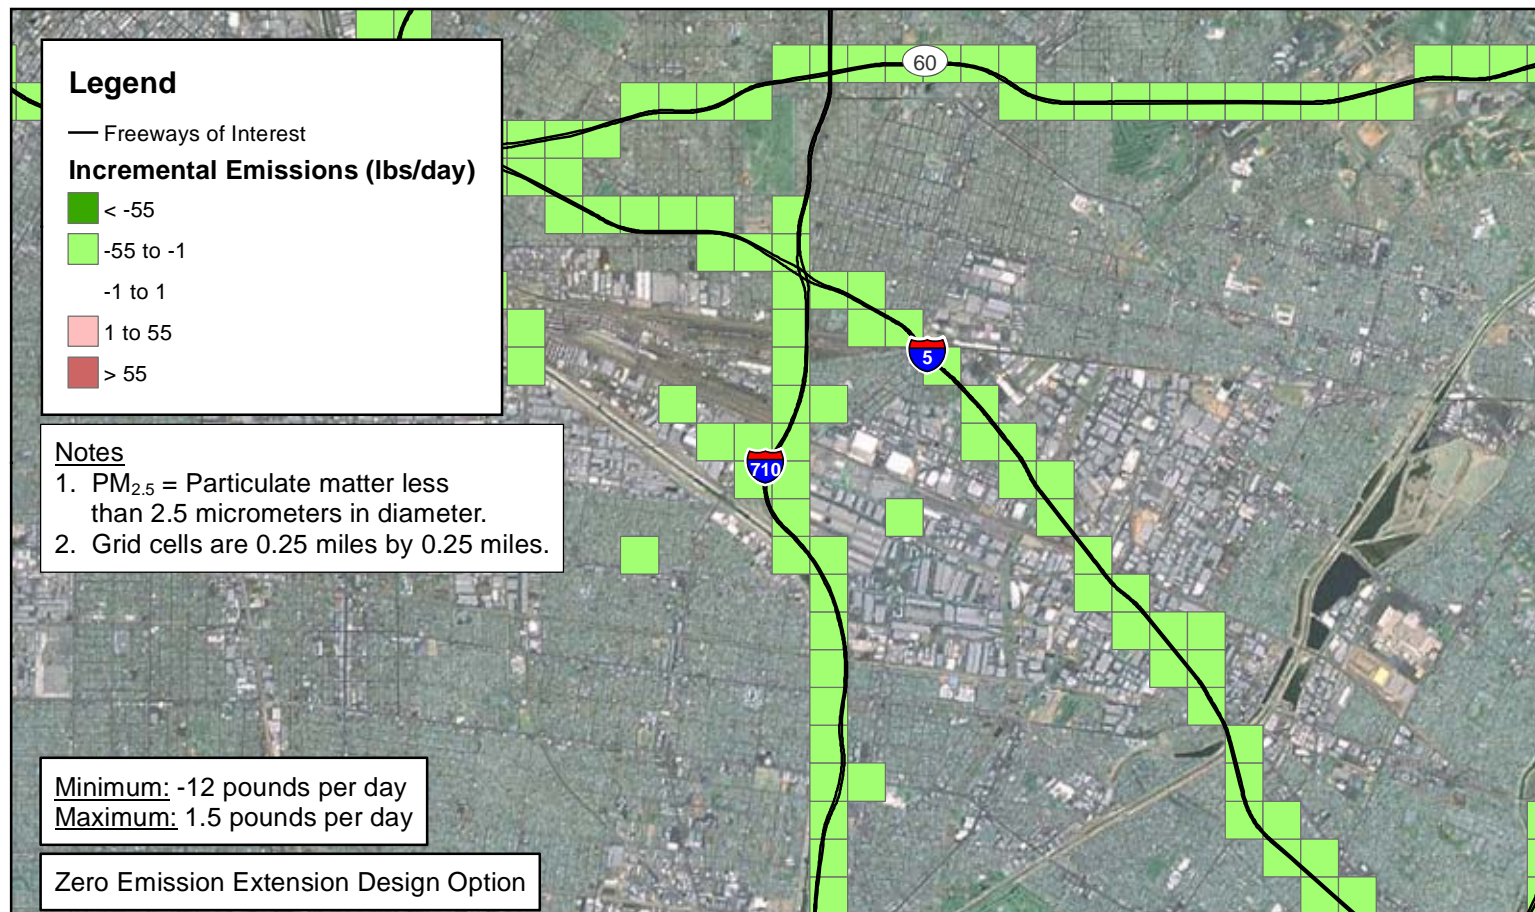 60
Legend
Freeways of Interest
Incremental Emissions (lbs/day)
< -55
-55 to -1
-1 to 1
1 to 55
> 55
5
710
Notes
1. PM2.5 = Particulate matter less
than 2.5 micrometers in diameter.
2. Grid cells are 0.25 miles by 0.25 miles.
Minimum: -12 pounds per day
Maximum: 1.5 pounds per day
Zero Emission Extension Design Option